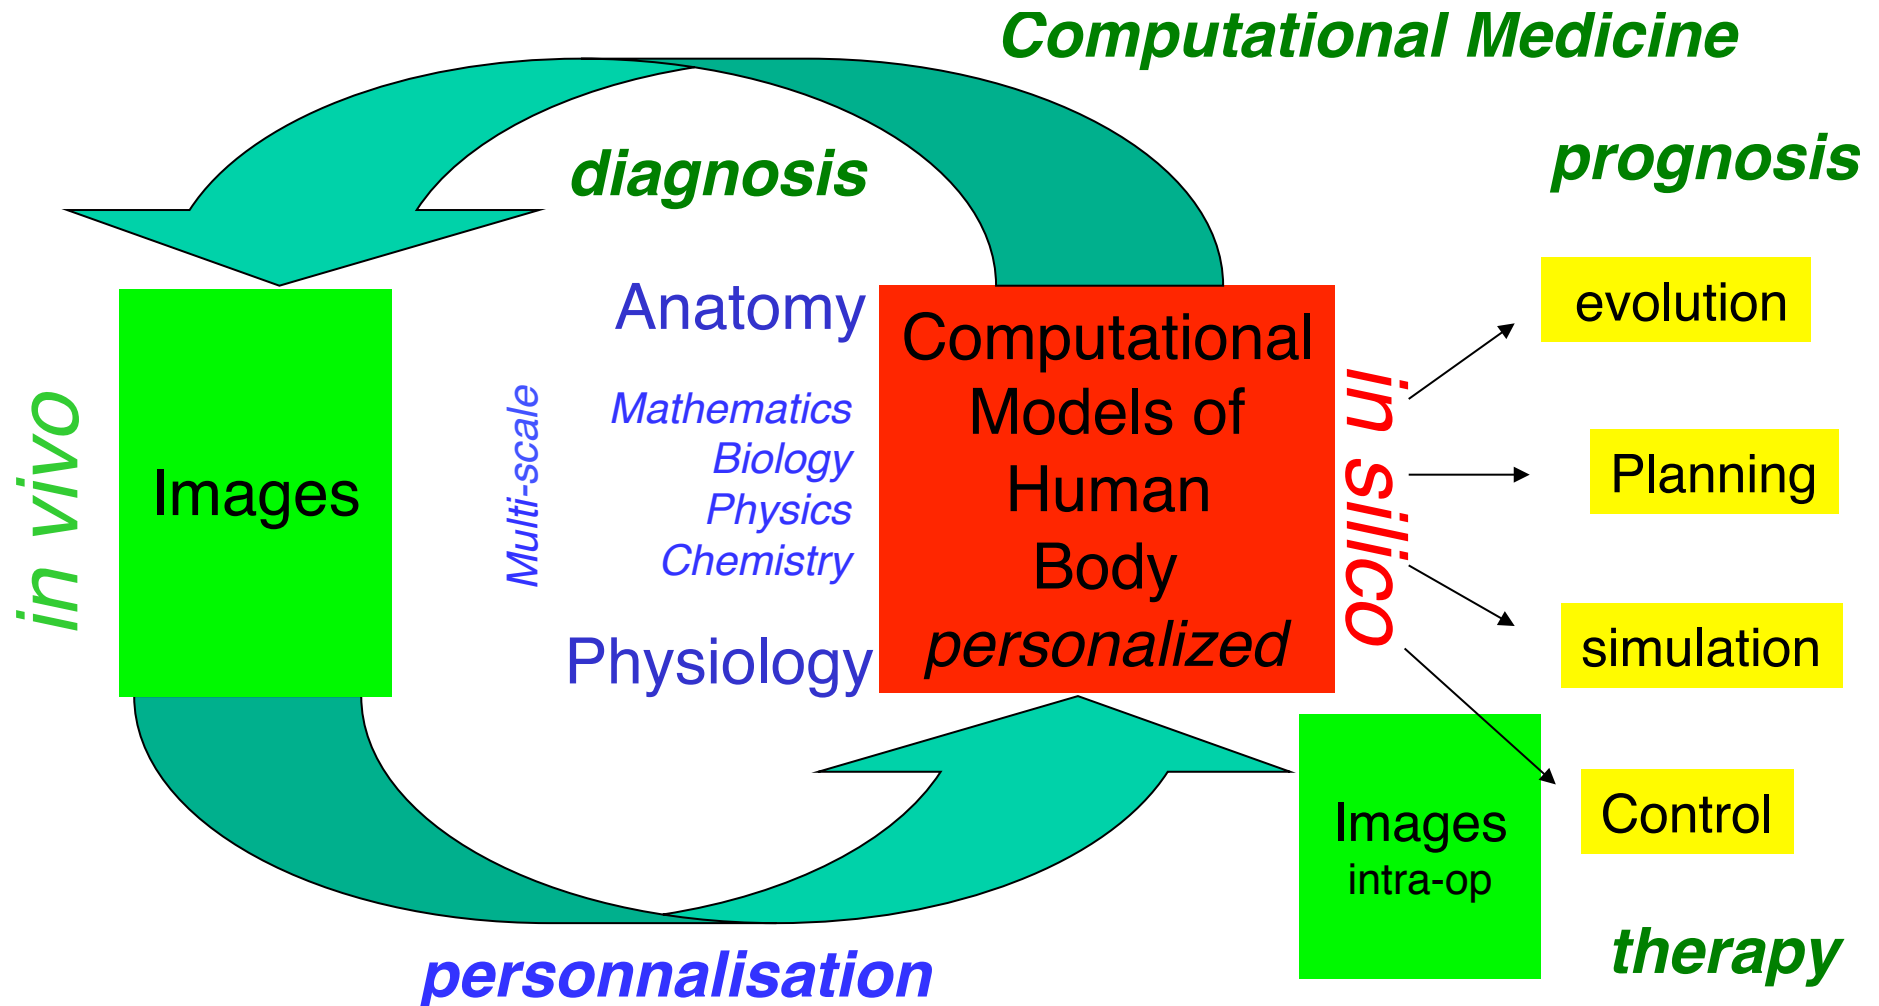 Computational Medicine
diagnosis
prognosis
in vivo
Images
Multi-scale
Anatomy
Mathematics
Biology
Physics
Chemistry
Physiology
Computational
Models of
Human
Body
personalized
in silico
evolution
Planning
simulation
Control
Images
intra-op
therapy
personnalisation